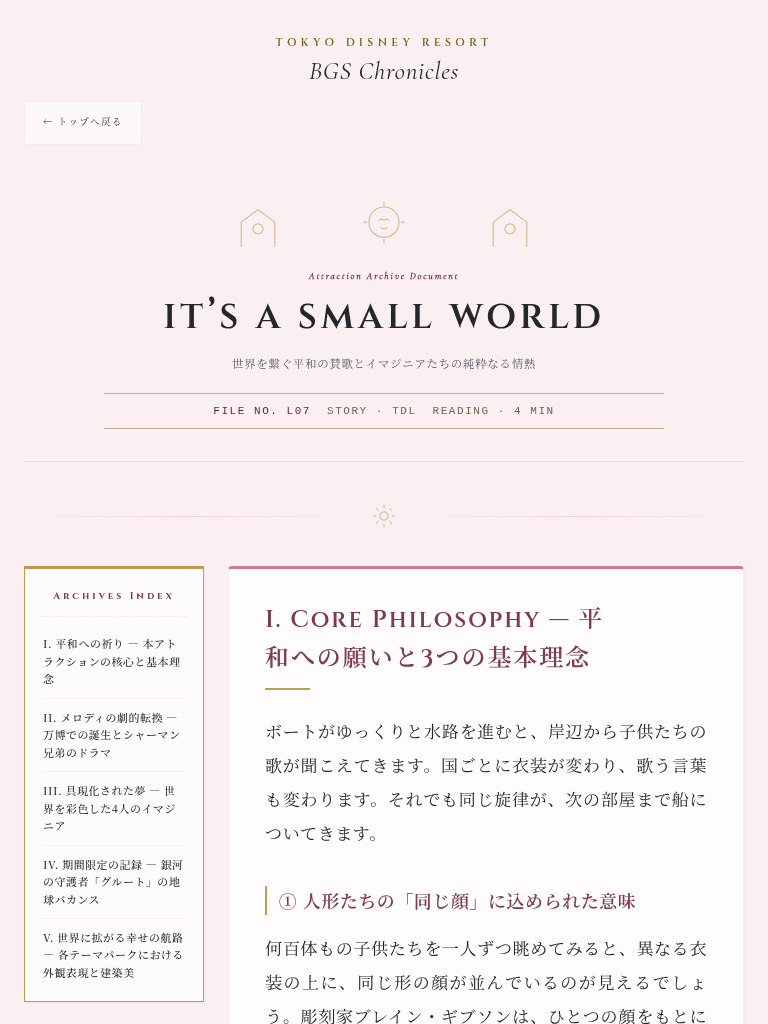 TOKYO DISNEY RESORT
BGS Chronicles
← トップへ戻る
Attraction Archive Document
IT’S A SMALL WORLD
世界を繋ぐ平和の賛歌とイマジニアたちの純粋なる情熱
FILE NO. L07 STORY · TDL READING · 4 MIN
ARCHIVES INDEX
I. 平和への祈り — 本アト
ラクションの核心と基本理
念
II. メロディの劇的転換 —
万博での誕生とシャーマン
兄弟のドラマ
III. 具現化された夢 — 世
界を彩色した4人のイマジ
ニア
IV. 期間限定の記録 — 銀河
の守護者「グルート」の地
球バカンス
V. 世界に拡がる幸せの航路
— 各テーマパークにおける
外観表現と建築美
I. CORE PHILOSOPHY — 平
和への願いと3つの基本理念
ボートがゆっくりと水路を進むと、岸辺から子供たちの
歌が聞こえてきます。国ごとに衣装が変わり、歌う言葉
も変わります。それでも同じ旋律が、次の部屋まで船に
ついてきます。
① 人形たちの「同じ顔」に込められた意味
何百体もの子供たちを一人ずつ眺めてみると、異なる衣
装の上に、同じ形の顔が並んでいるのが見えるでしょ
う。彫刻家ブレイン・ギブソンは、ひとつの顔をもとに